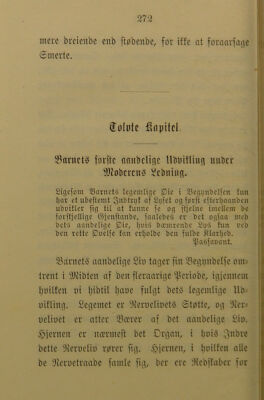 272
mere dreiende end stødende, for ikke at foraarsage
Smerte.
Tolvte Kapitel
Barnets første aandelige Udvikling under
Moderens Ledning.
Ligesom Barnets legemlige Øie i Begyndelsen kun
har et ubestemt Indtryk af Lyset og først efterhaanden
udvikler sig til at kunne se og skjelne imellem de
forskjellige Gjenstande, saaledes er det ogsaa med
dets aandelige Øie, hvis dæmrende Lys kun ved
den rette Øvelse kan erholde den fulde Klarhed.
Passavant.
Barnets aandelige Liv tager sin Begyndelse om-
trent i Midten af den fleraarige Periode, igjennem
hvilken vi hidtil have fulgt dets legemlige Ud-
vikling. Legemet er Nervelivets Støtte, og Ner-
velivet er atter Bærer af det aandelige Liv.
Hjernen er nærmest det Organ, i hvis Indre
dette Nerveliv rører sig. Hjernen, i hvilken alle
de Nervetraade samle sig, der ere Redskaber for